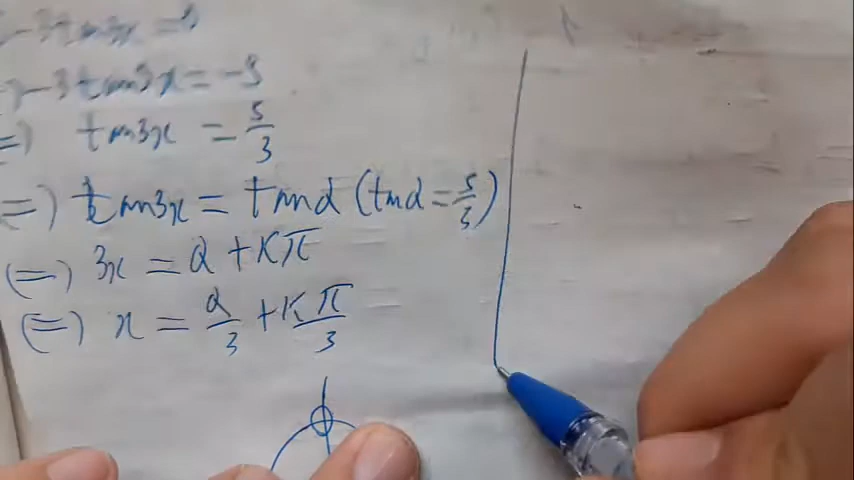 -3tan3x = -5
=) tan3x = 5/3
=) tan3x = tanα (tanα = 5/3)
(=) 3x = α + kπ
(=) x = α/3 + kπ/3